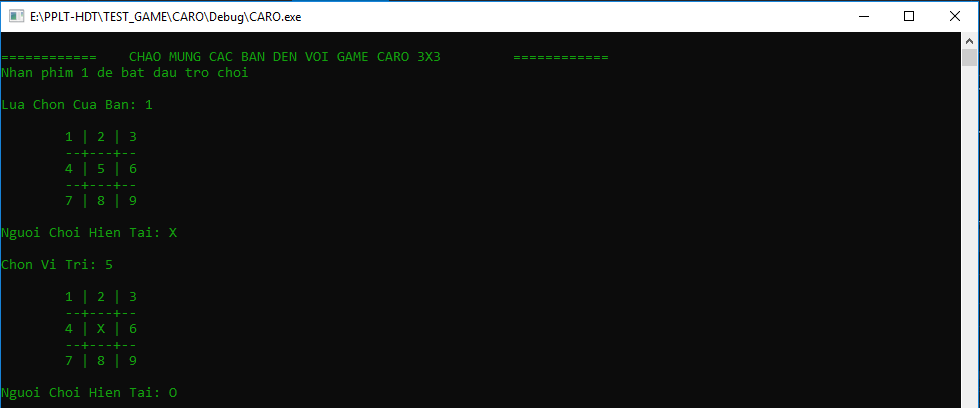 E:\PPLT-HDT\TEST_GAME\CARO\Debug\CARO.exe
============    CHAO MUNG CAC BAN DEN VOI GAME CARO 3X3         ============
Nhan phim 1 de bat dau tro choi
Lua Chon Cua Ban: 1
1 | 2 | 3
--+---+--
4 | 5 | 6
--+---+--
7 | 8 | 9
Nguoi Choi Hien Tai: X
Chon Vi Tri: 5
1 | 2 | 3
--+---+--
4 | X | 6
--+---+--
7 | 8 | 9
Nguoi Choi Hien Tai: O